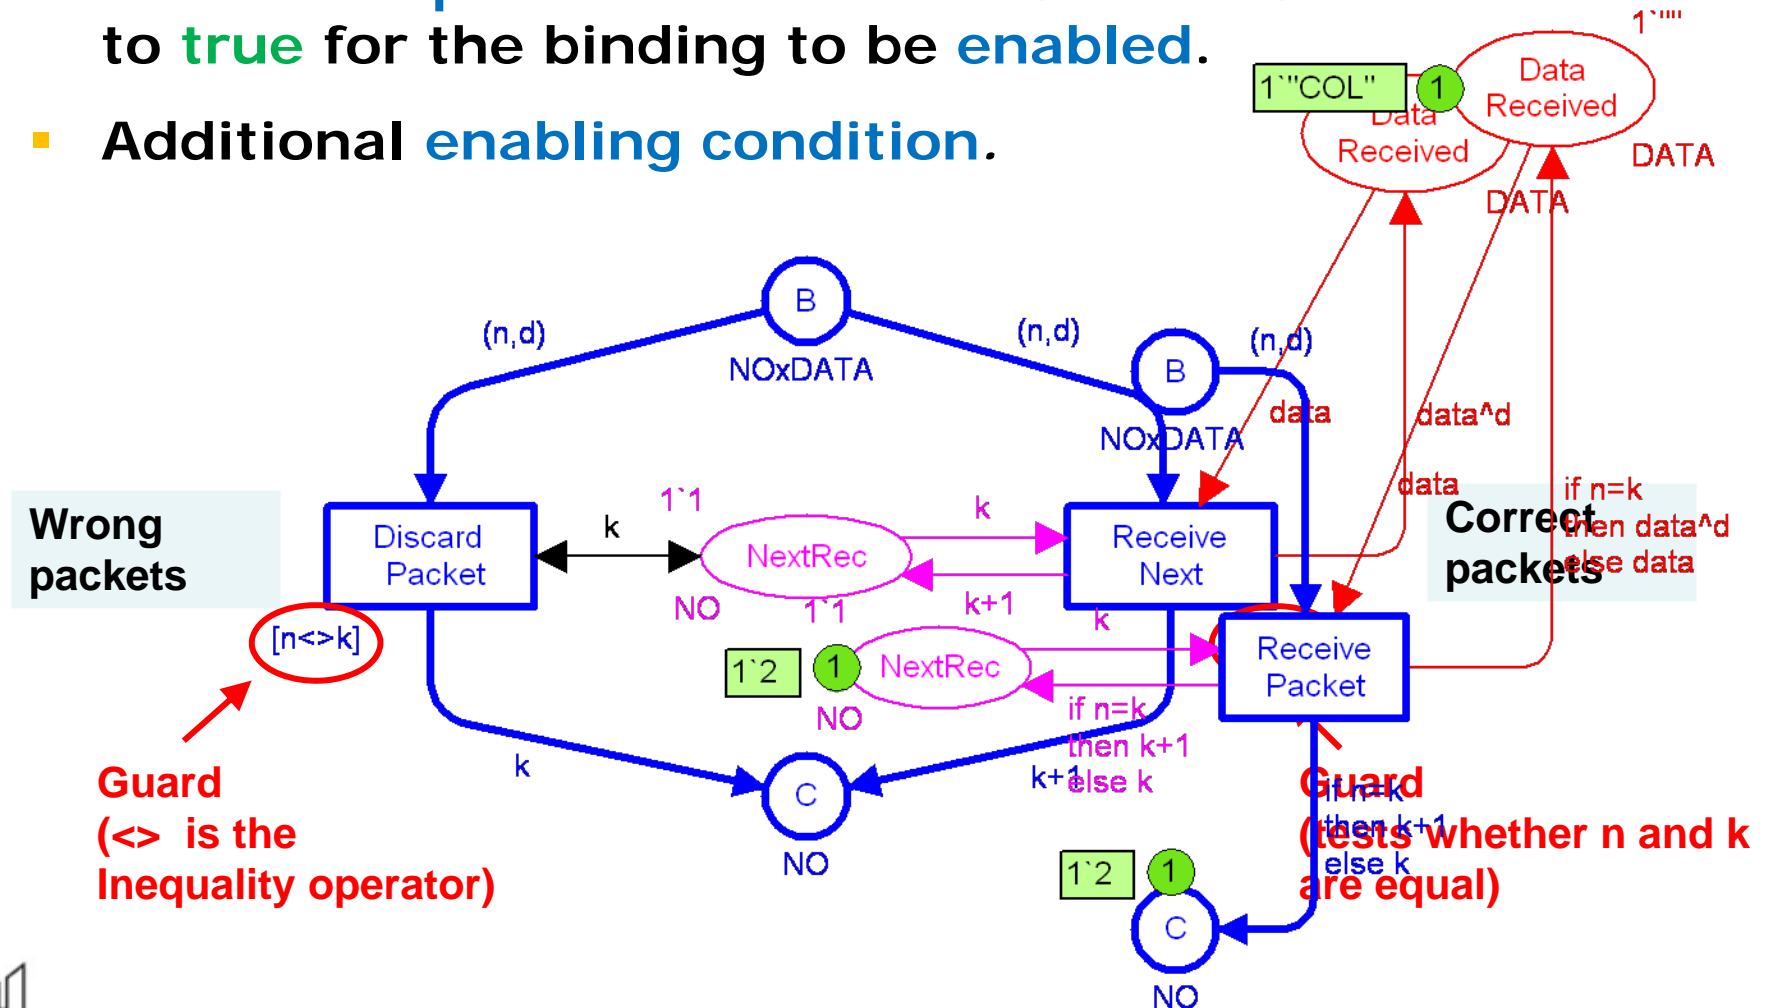 to true for the binding to be enabled.
Additional enabling condition.
1`""
1`"COL"
1
Data
Received
Data
Received
DATA
DATA
B
(n,d)
(n,d)
NOxDATA
B
(n,d)
NOxDATA
data
data^d
data
if n=k
then data^d
else data
Wrong
packets
Correct
packets
Discard
Packet
k
1`1
NextRec
NO
k
k+1
Receive
Next
[n<>k]
1`1
1`2
1
NextRec
NO
k
if n=k
then k+1
else k
Receive
Packet
k
k+1
C
NO
Guard
(<> is the
Inequality operator)
Guard
(tests whether n and k
are equal)
if n=k
then k+1
else k
1`2
1
C
NO